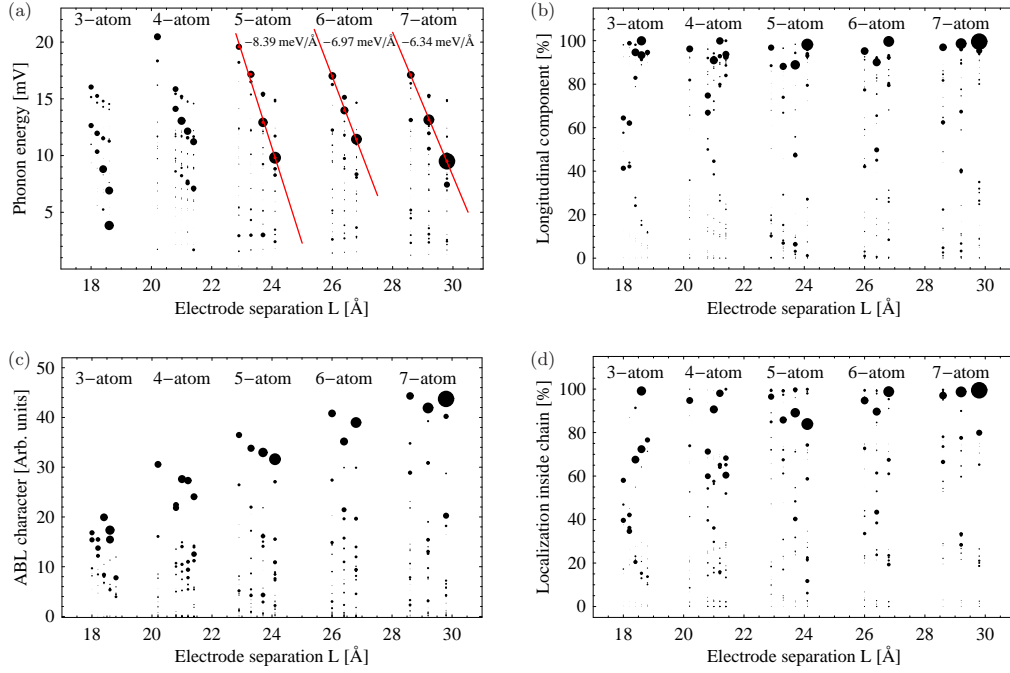 (a)
3−atom 4−atom 5−atom 6−atom 7−atom
−8.39 meV/Å −6.97 meV/Å −6.34 meV/Å
20
15
10
5
Phonon energy [mV]
18 20 22 24 26 28 30
Electrode separation L [Å]
(b)
3−atom 4−atom 5−atom 6−atom 7−atom
100
80
60
40
20
0
Longitudinal component [%]
18 20 22 24 26 28 30
Electrode separation L [Å]
(c)
3−atom 4−atom 5−atom 6−atom 7−atom
50
40
30
20
10
0
ABL character [Arb. units]
18 20 22 24 26 28 30
Electrode separation L [Å]
(d)
3−atom 4−atom 5−atom 6−atom 7−atom
100
80
60
40
20
0
Localization inside chain [%]
18 20 22 24 26 28 30
Electrode separation L [Å]